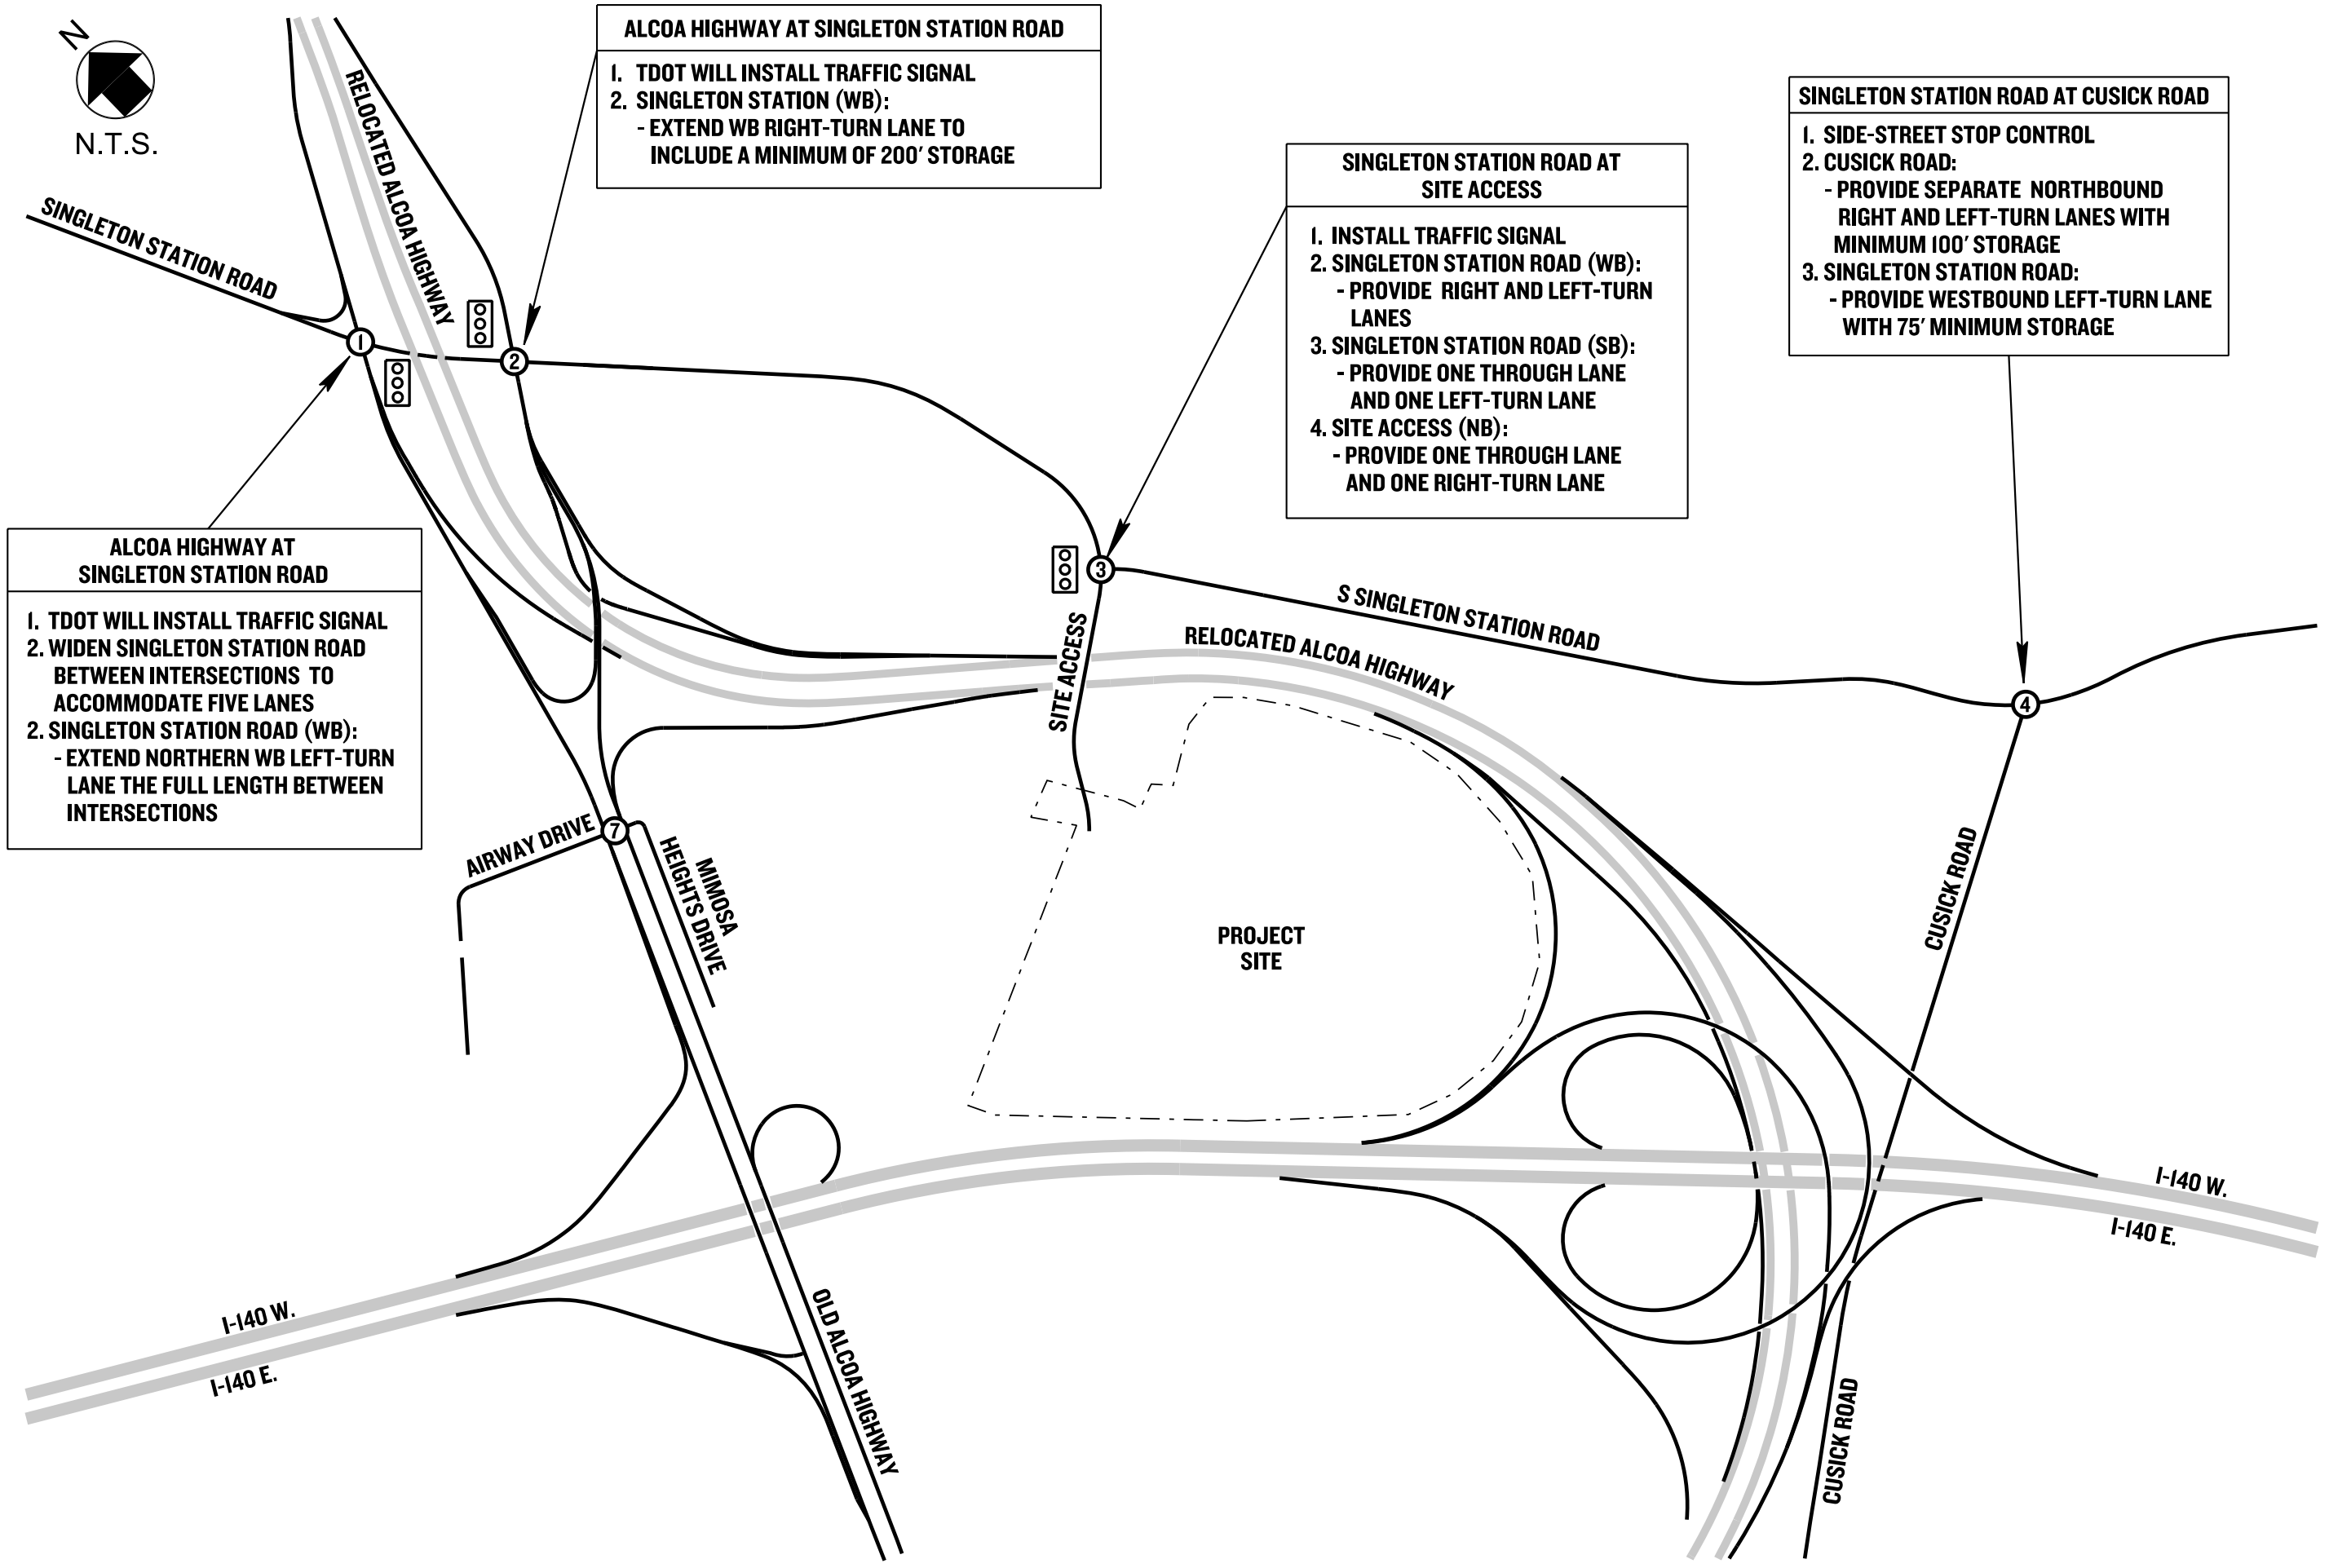 N
N.T.S.
RELOCATED ALCOA HIGHWAY
SINGLETON STATION ROAD
ALCOA HIGHWAY AT SINGLETON STATION ROAD
1. TDOT WILL INSTALL TRAFFIC SIGNAL
2. SINGLETON STATION (WB):
- EXTEND WB RIGHT-TURN LANE TO
INCLUDE A MINIMUM OF 200' STORAGE
SINGLETON STATION ROAD AT
SITE ACCESS
1. INSTALL TRAFFIC SIGNAL
2. SINGLETON STATION ROAD (WB):
- PROVIDE RIGHT AND LEFT-TURN
LANES
3. SINGLETON STATION ROAD (SB):
- PROVIDE ONE THROUGH LANE
AND ONE LEFT-TURN LANE
4. SITE ACCESS (NB):
- PROVIDE ONE THROUGH LANE
AND ONE RIGHT-TURN LANE
SINGLETON STATION ROAD AT CUSICK ROAD
1. SIDE-STREET STOP CONTROL
2. CUSICK ROAD:
- PROVIDE SEPARATE NORTHBOUND
RIGHT AND LEFT-TURN LANES WITH
MINIMUM 100' STORAGE
3. SINGLETON STATION ROAD:
- PROVIDE WESTBOUND LEFT-TURN LANE
WITH 75' MINIMUM STORAGE
1
2
3
4
ALCOA HIGHWAY AT
SINGLETON STATION ROAD
1. TDOT WILL INSTALL TRAFFIC SIGNAL
2. WIDEN SINGLETON STATION ROAD
BETWEEN INTERSECTIONS TO
ACCOMMODATE FIVE LANES
2. SINGLETON STATION ROAD (WB):
- EXTEND NORTHERN WB LEFT-TURN
LANE THE FULL LENGTH BETWEEN
INTERSECTIONS
S SINGLETON STATION ROAD
RELOCATED ALCOA HIGHWAY
SITE ACCESS
7
AIRWAY DRIVE
MIMOSA
HEIGHTS DRIVE
PROJECT
SITE
CUSICK ROAD
I-140 W.
I-140 E.
I-140 W.
I-140 E.
OLD ALCOA HIGHWAY
CUSICK ROAD